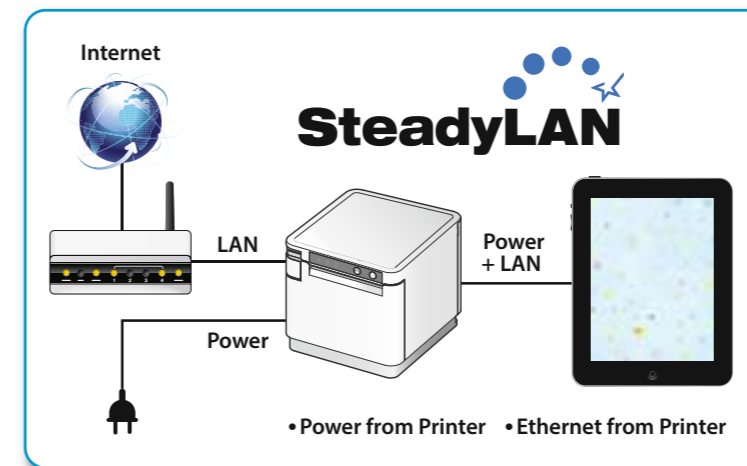 Internet
SteadyLAN
LAN
Power
+ LAN
Power
•Power from Printer •Ethernet from Printer